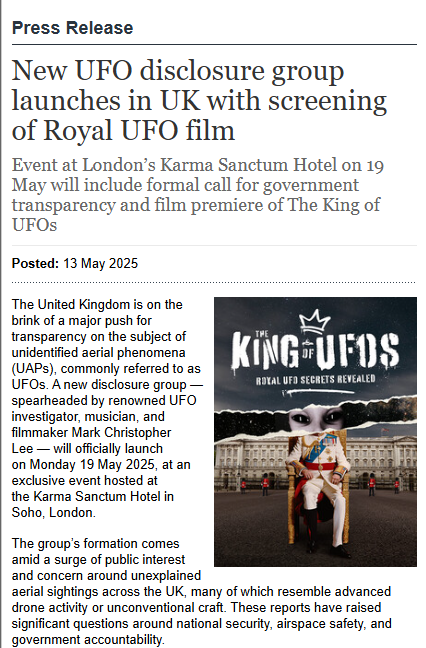 Press Release
New UFO disclosure group
launches in UK with screening
of Royal UFO film
Event at London’s Karma Sanctum Hotel on 19
May will include formal call for government
transparency and film premiere of The King of
UFOs
Posted: 13 May 2025
The United Kingdom is on the
brink of a major push for
transparency on the subject of
unidentified aerial phenomena
(UAPs), commonly referred to as
UFOs. A new disclosure group —
spearheaded by renowned UFO
investigator, musician, and
filmmaker Mark Christopher
Lee — will officially launch
on Monday 19 May 2025, at an
exclusive event hosted at
the Karma Sanctum Hotel in
Soho, London.
THE
KING OF UFOS
ROYAL UFO SECRETS REVEALED
The group’s formation comes
amid a surge of public interest
and concern around unexplained
aerial sightings across the UK, many of which resemble advanced
drone activity or unconventional craft. These reports have raised
significant questions around national security, airspace safety, and
government accountability.